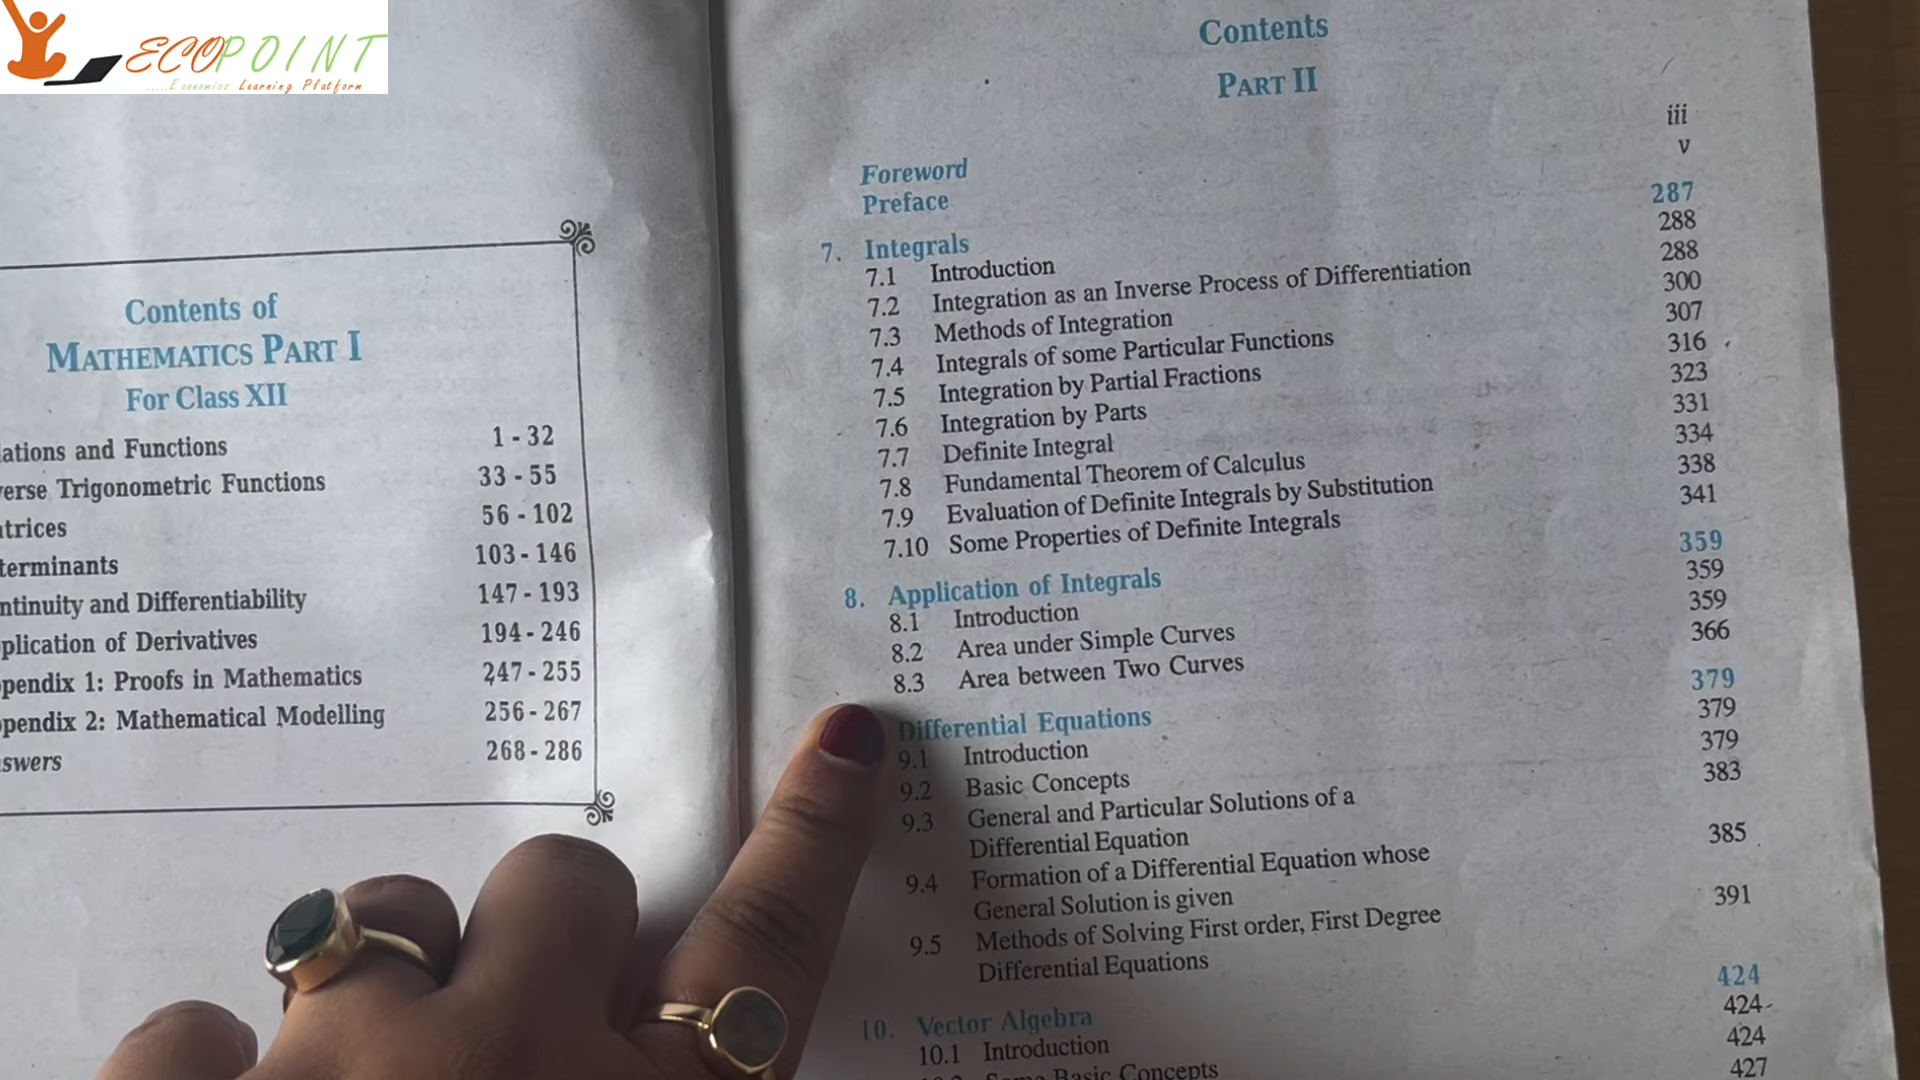 ECOPOINT
.....Economics Learning Platform
Contents of
MATHEMATICS PART I
For Class XII
and Functions 1 - 32
Trigonometric Functions 33 - 55
56 - 102
103 - 146
and Differentiability 147 - 193
of Derivatives 194 - 246
1: Proofs in Mathematics 247 - 255
2: Mathematical Modelling 256 - 267
268 - 286
Contents
PART II
Foreword iii
Preface v
7. Integrals 287
7.1 Introduction 288
7.2 Integration as an Inverse Process of Differentiation 288
7.3 Methods of Integration 300
7.4 Integrals of some Particular Functions 307
7.5 Integration by Partial Fractions 316
7.6 Integration by Parts 323
7.7 Definite Integral 331
7.8 Fundamental Theorem of Calculus 334
7.9 Evaluation of Definite Integrals by Substitution 338
7.10 Some Properties of Definite Integrals 341
8. Application of Integrals 359
8.1 Introduction 359
8.2 Area under Simple Curves 359
8.3 Area between Two Curves 366
Differential Equations 379
9.1 Introduction 379
9.2 Basic Concepts 379
9.3 General and Particular Solutions of a 383
Differential Equation
9.4 Formation of a Differential Equation whose 385
General Solution is given
9.5 Methods of Solving First order, First Degree 391
Differential Equations
10. Vector Algebra 424
10.1 Introduction 424
Basic Concepts 424
427